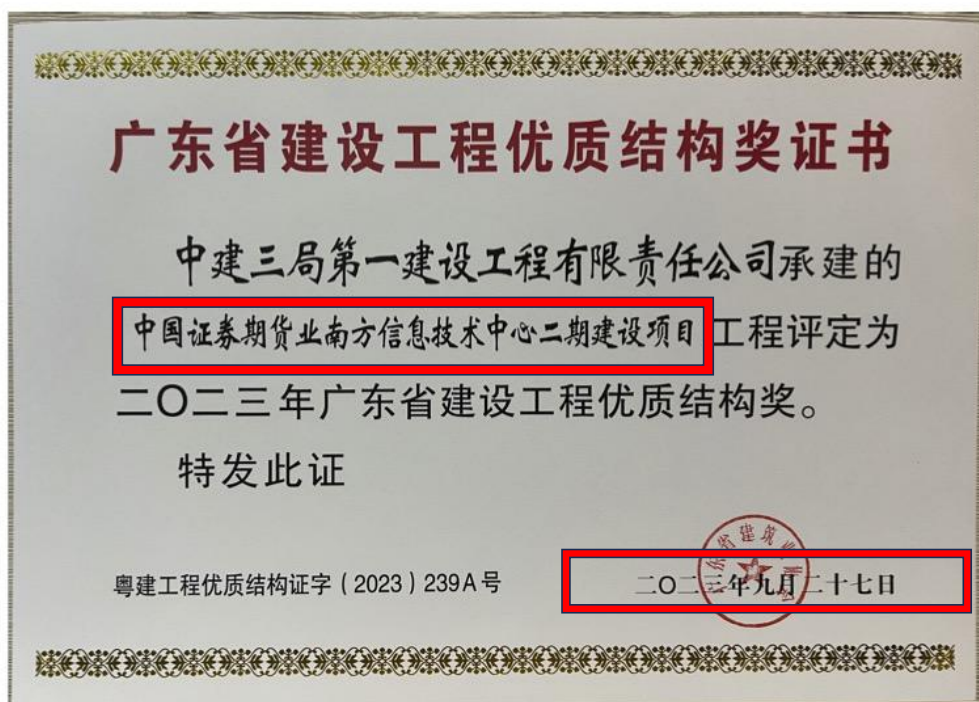 广东省建设工程优质结构奖证书
中建三局第一建设工程有限责任公司承建的
中国证券期货业南方信息技术中心二期建设项目工程评定为
二〇二三年广东省建设工程优质结构奖。
特发此证
粤建工程优质结构证字（2023）239A号
二〇二三年九月二十七日